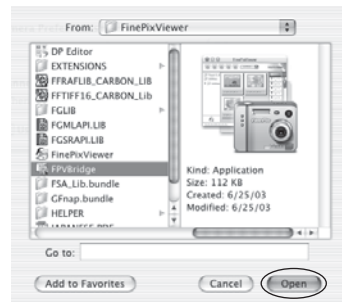 From: FinePixViewer
DP Editor
EXTENSIONS
FFRAFLIB_CARBON_LIB
FFTIFF16_CARBON_Lib
FGLIB
FGMLAPI.LIB
FGSRAPI.LIB
FinePixViewer
FPVBridge
FSA_Lib.bundle
GFnap.bundle
HELPER
Kind: Application
Size: 112 KB
Created: 6/25/03
Modified: 6/25/03
Go to:
Add to Favorites
Cancel
Open